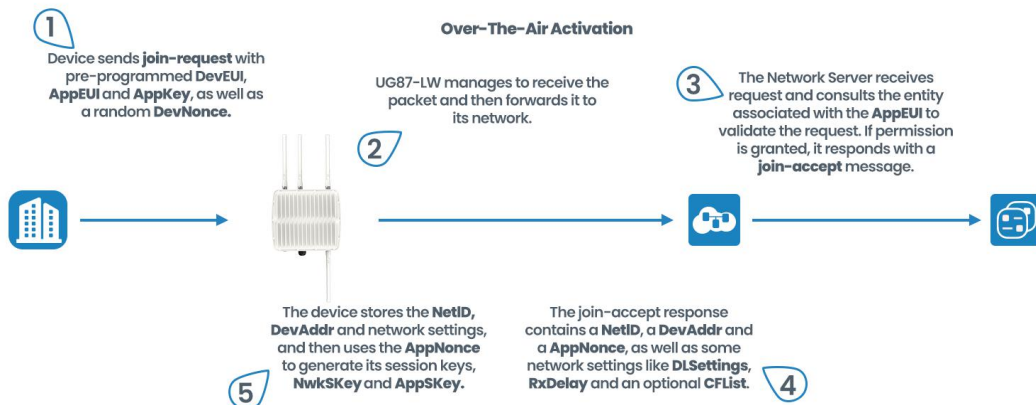 Over-The-Air Activation
1
Device sends join-request with
pre-programmed DevEUI,
AppEUI and AppKey, as well as
a random DevNonce.
UG87-LW manages to receive the
packet and then forwards it to
its network.
2
3
The Network Server receives
request and consults the entity
associated with the AppEUI to
validate the request. If permission
is granted, it responds with a
join-accept message.
The join-accept response
contains a NetID, a DevAddr and
a AppNonce, as well as some
network settings like DLSettings,
RxDelay and an optional CFList.
4
The device stores the NetID,
DevAddr and network settings,
and then uses the AppNonce
to generate its session keys,
NwkSKey and AppSKey.
5